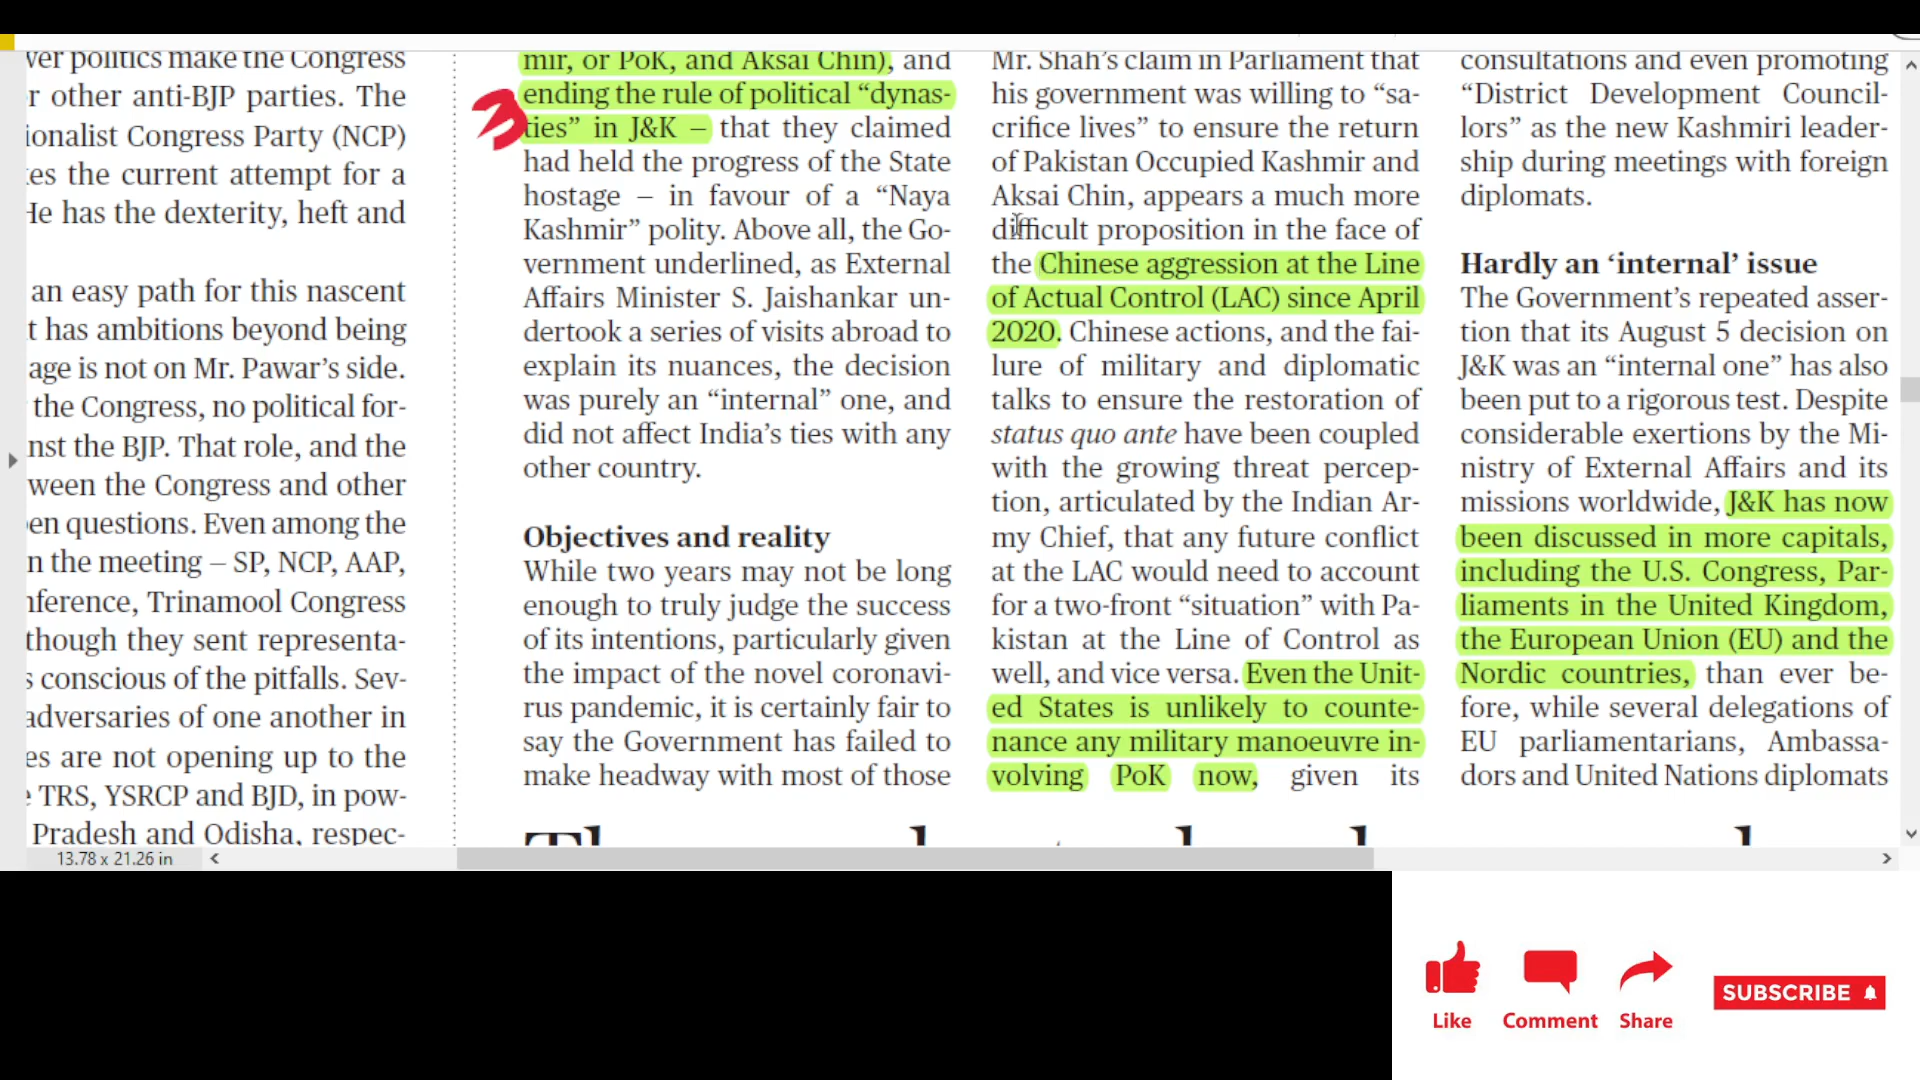 ver politics make the Congress
r other anti-BJP parties. The
ionalist Congress Party (NCP)
es the current attempt for a
He has the dexterity, heft and
an easy path for this nascent
t has ambitions beyond being
age is not on Mr. Pawar's side.
the Congress, no political for-
nst the BJP. That role, and the
ween the Congress and other
en questions. Even among the
n the meeting – SP, NCP, AAP,
nference, Trinamool Congress
though they sent representa-
s conscious of the pitfalls. Sev-
adversaries of one another in
es are not opening up to the
TRS, YSRCP and BJD, in pow-
Pradesh and Odisha, respec-
mir, or PoK, and Aksai Chin), and
ending the rule of political “dynas-
ties” in J&K – that they claimed
had held the progress of the State
hostage – in favour of a “Naya
Kashmir” polity. Above all, the Go-
vernment underlined, as External
Affairs Minister S. Jaishankar un-
dertook a series of visits abroad to
explain its nuances, the decision
was purely an “internal” one, and
did not affect India's ties with any
other country.
Objectives and reality
While two years may not be long
enough to truly judge the success
of its intentions, particularly given
the impact of the novel coronavi-
rus pandemic, it is certainly fair to
say the Government has failed to
make headway with most of those
Mr. Shah's claim in Parliament that
his government was willing to “sa-
crifice lives” to ensure the return
of Pakistan Occupied Kashmir and
Aksai Chin, appears a much more
difficult proposition in the face of
the Chinese aggression at the Line
of Actual Control (LAC) since April
2020. Chinese actions, and the fai-
lure of military and diplomatic
talks to ensure the restoration of
status quo ante have been coupled
with the growing threat percep-
tion, articulated by the Indian Ar-
my Chief, that any future conflict
at the LAC would need to account
for a two-front “situation” with Pa-
kistan at the Line of Control as
well, and vice versa. Even the Unit-
ed States is unlikely to counte-
nance any military manoeuvre in-
volving PoK now, given its
consultations and even promoting
“District Development Council-
lors” as the new Kashmiri leader-
ship during meetings with foreign
diplomats.
Hardly an ‘internal’ issue
The Government's repeated asser-
tion that its August 5 decision on
J&K was an “internal one” has also
been put to a rigorous test. Despite
considerable exertions by the Mi-
nistry of External Affairs and its
missions worldwide, J&K has now
been discussed in more capitals,
including the U.S. Congress, Par-
liaments in the United Kingdom,
the European Union (EU) and the
Nordic countries, than ever be-
fore, while several delegations of
EU parliamentarians, Ambassa-
dors and United Nations diplomats
13.78 x 21.26 in
Like
Comment
Share
SUBSCRIBE